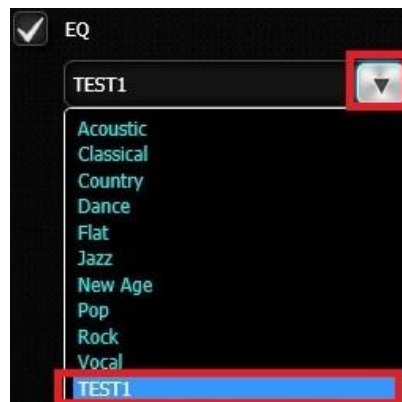 EQ
TEST1
Acoustic
Classical
Country
Dance
Flat
Jazz
New Age
Pop
Rock
Vocal
TEST1